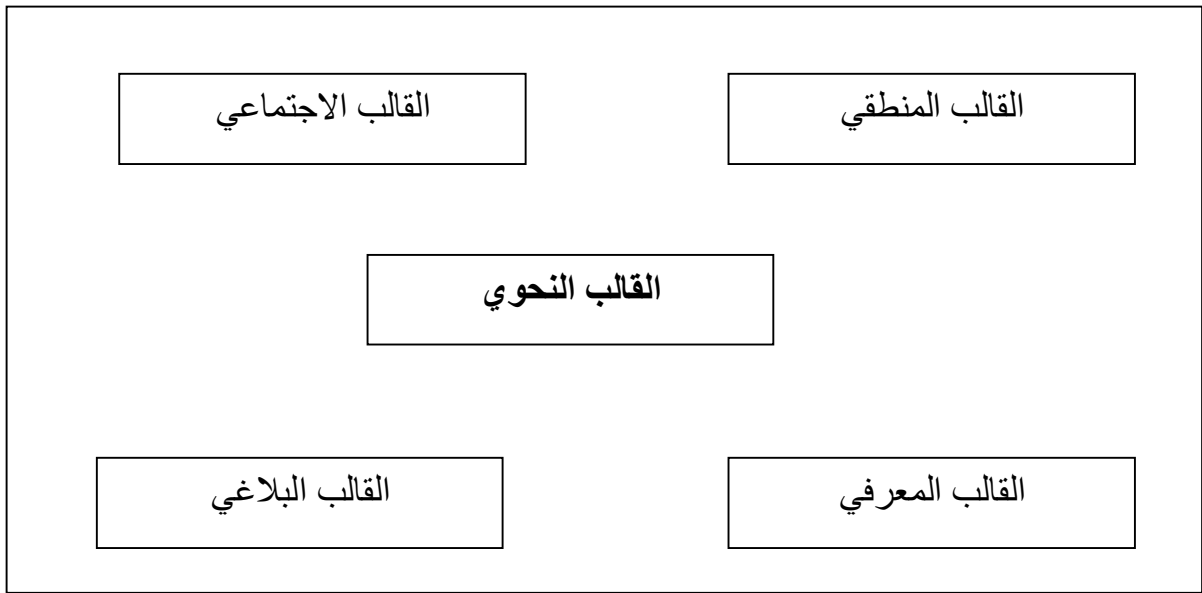 القالب المنطقي
القالب الاجتماعي
القالب النحوي
القالب المعرفي
القالب البلاغي